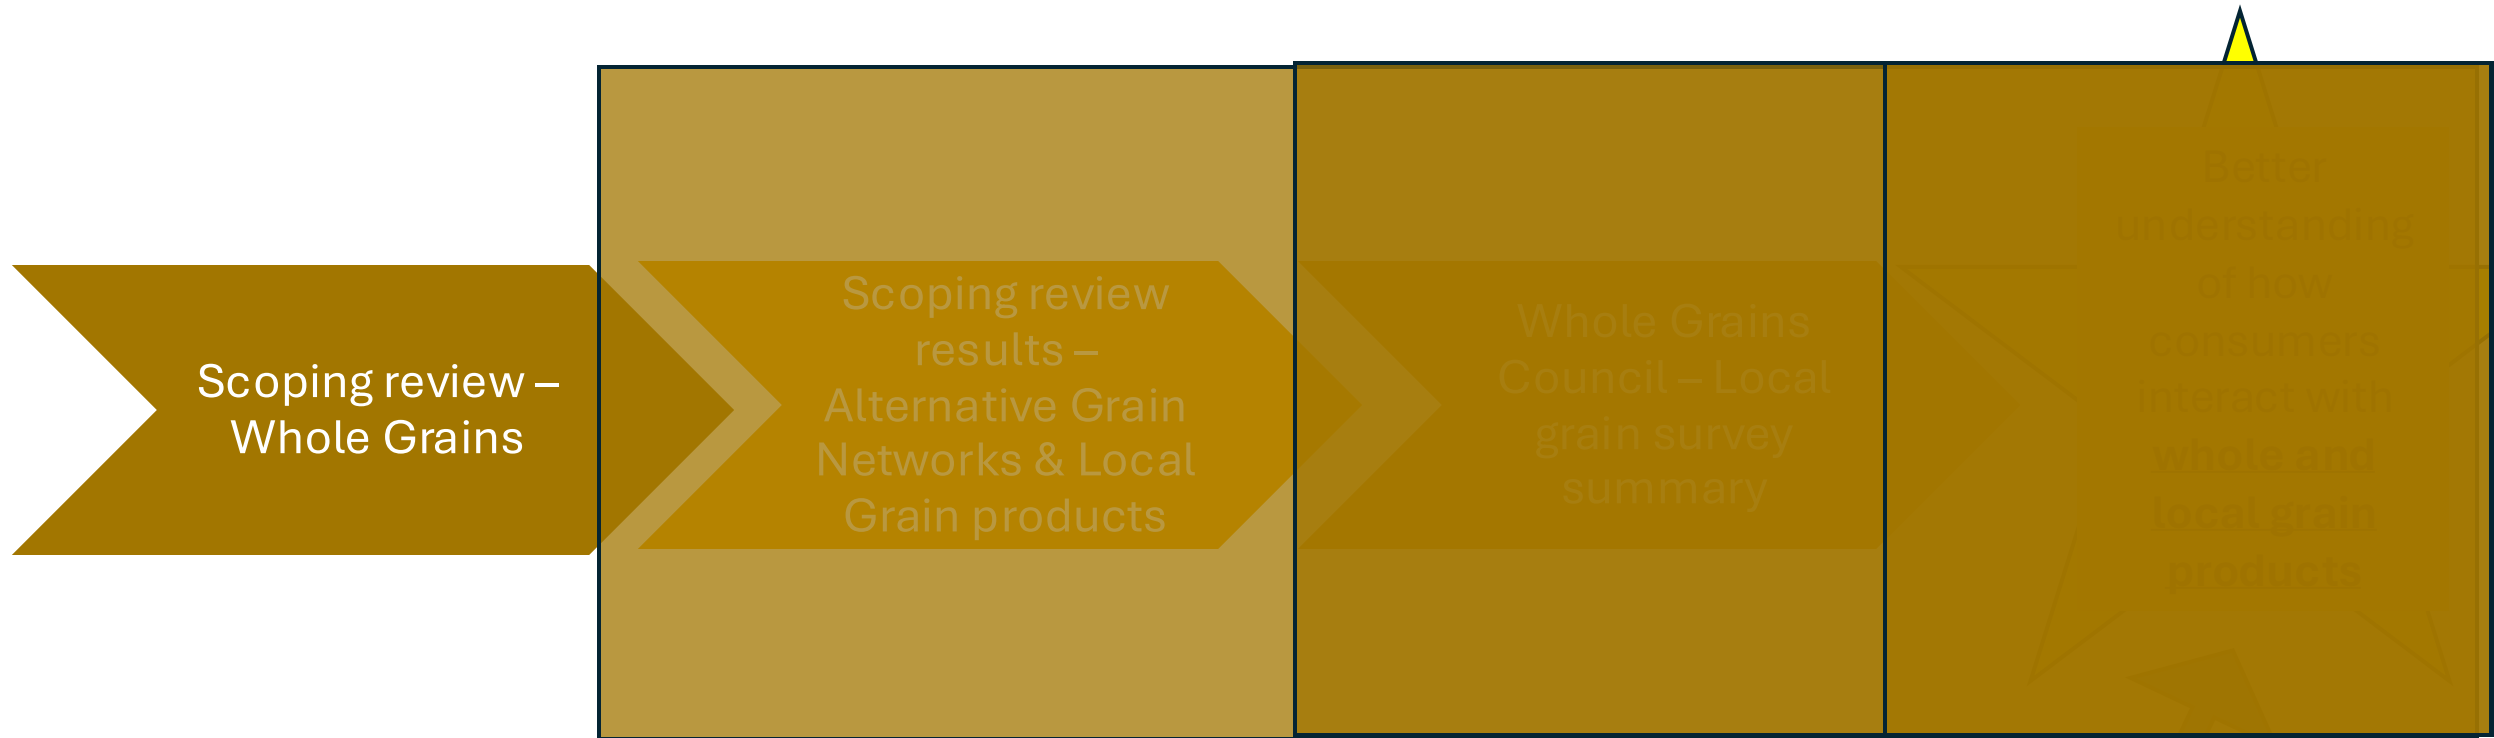 Scoping review –
Whole Grains
Scoping review
results –
Alternative Grain
Networks & Local
Grain products
Whole Grains
Council – Local
grain survey
summary
Better
understanding
of how
consumers
interact with
whole and
local grain
products